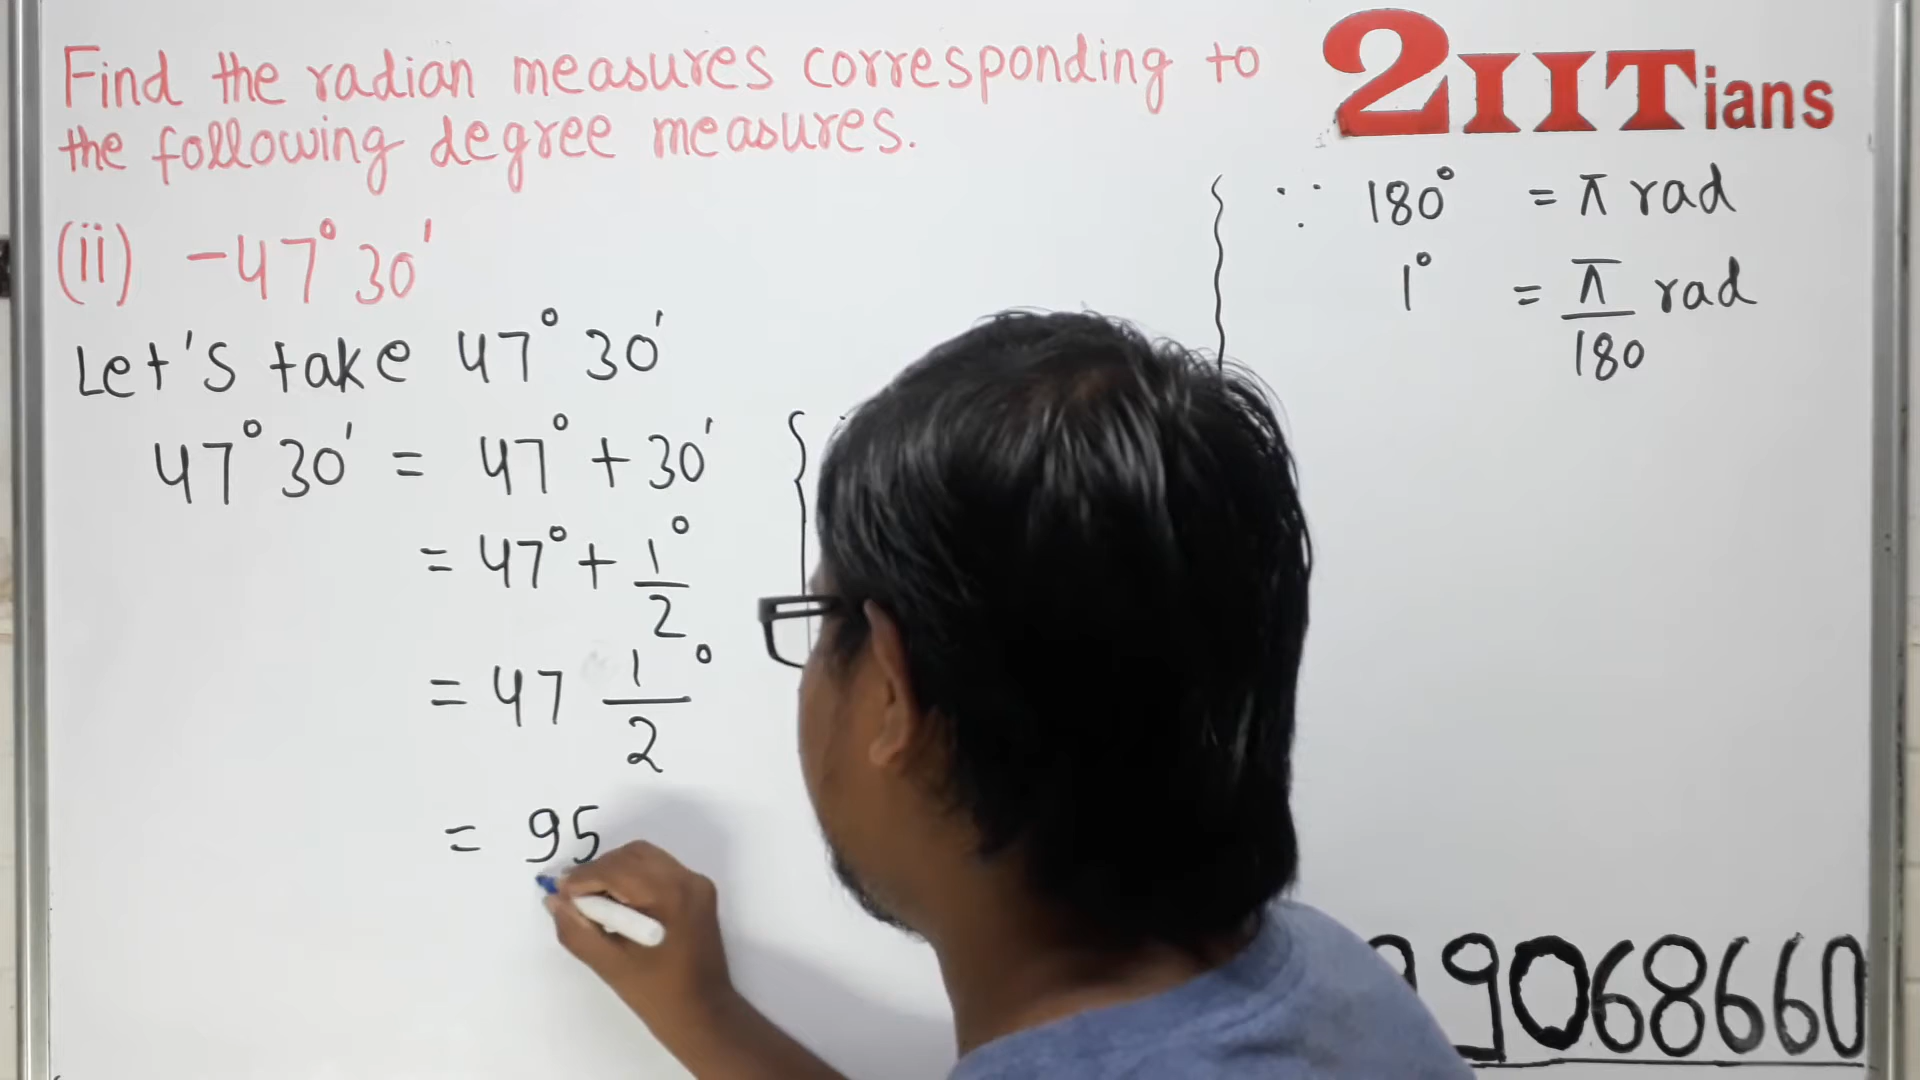 Find the radian measures corresponding to
the following degree measures.
(ii) -47° 30'
Let's take 47° 30'
47° 30' = 47° + 30'
= 47° + 1/2°
= 47 1/2°
= 95
2IITians
∵ 180° = π rad
1° = π/180 rad
9068660